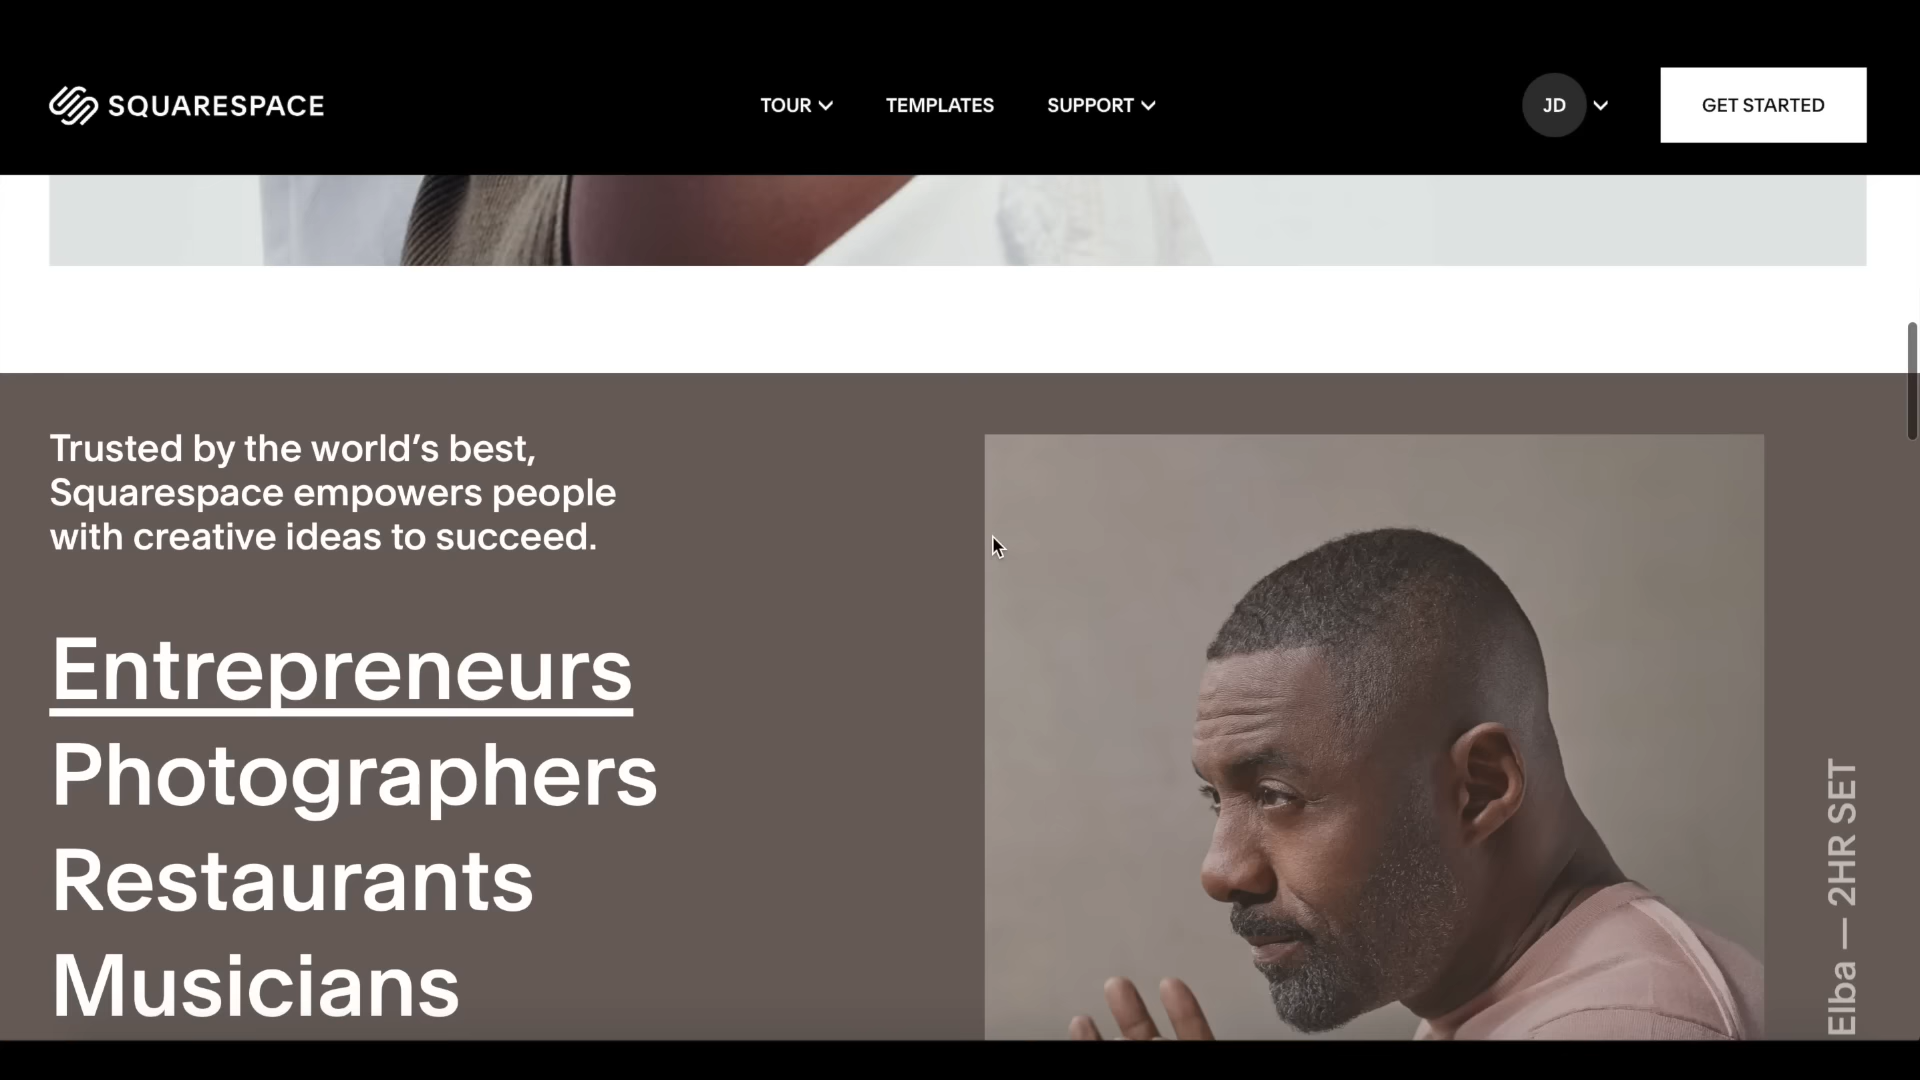 SQUARESPACE
TOUR
TEMPLATES
SUPPORT
JD
GET STARTED
Trusted by the world’s best,
Squarespace empowers people
with creative ideas to succeed.
Entrepreneurs
Photographers
Restaurants
Musicians
Elba — 2HR SET